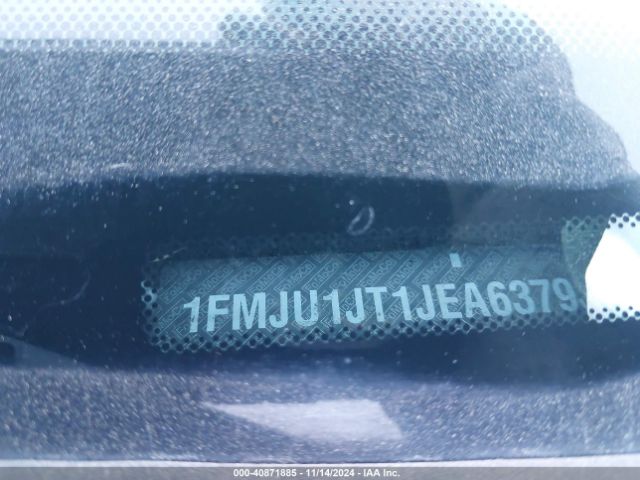 1FMJU1JT1JEA6379
000-40871885 - 11/14/2024 - IAA Inc.